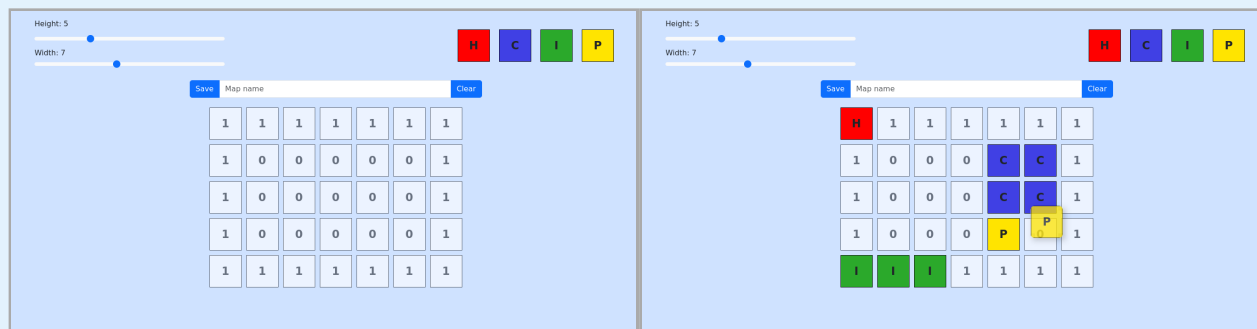 Height: 5
Width: 7
H C I P
Save Map name Clear
1 1 1 1 1 1 1
1 0 0 0 0 0 1
1 0 0 0 0 0 1
1 0 0 0 0 0 1
1 1 1 1 1 1 1
Height: 5
Width: 7
H C I P
Save Map name Clear
H 1 1 1 1 1 1
1 0 0 0 C C 1
1 0 0 0 C C 1
P
1 0 0 0 P 0 1
I I I 1 1 1 1